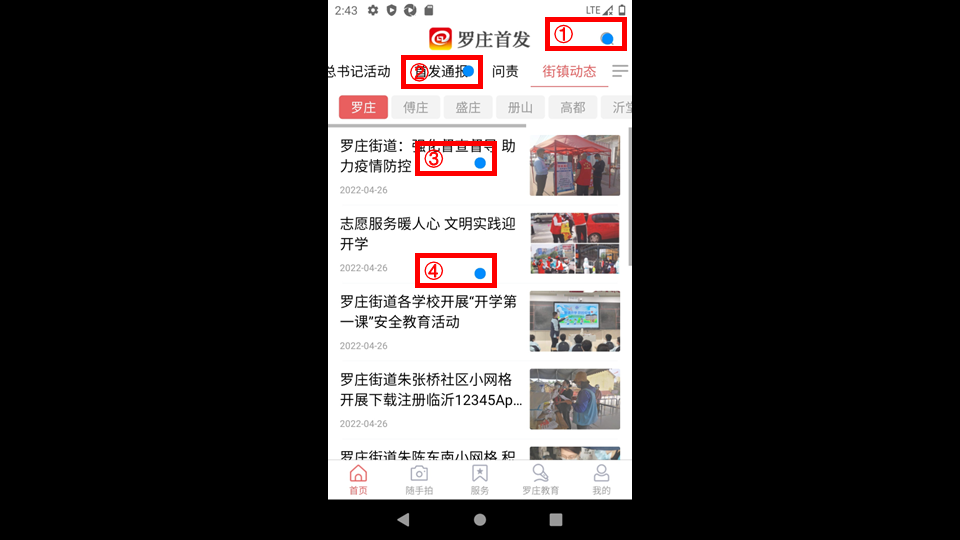 2:43 LTE
罗庄首发
①
总书记活动 首发通报 问责 街镇动态
②
罗庄 傅庄 盛庄 册山 高都 沂堂
罗庄街道：强化督查督导 助
力疫情防控
③
2022-04-26
志愿服务暖人心 文明实践迎
开学
2022-04-26
④
罗庄街道各学校开展“开学第
一课”安全教育活动
2022-04-26
罗庄街道朱张桥社区小网格
开展下载注册临沂12345Ap…
2022-04-26
罗庄街道朱陈东南小网格 积
首页 随手拍 服务 罗庄教育 我的